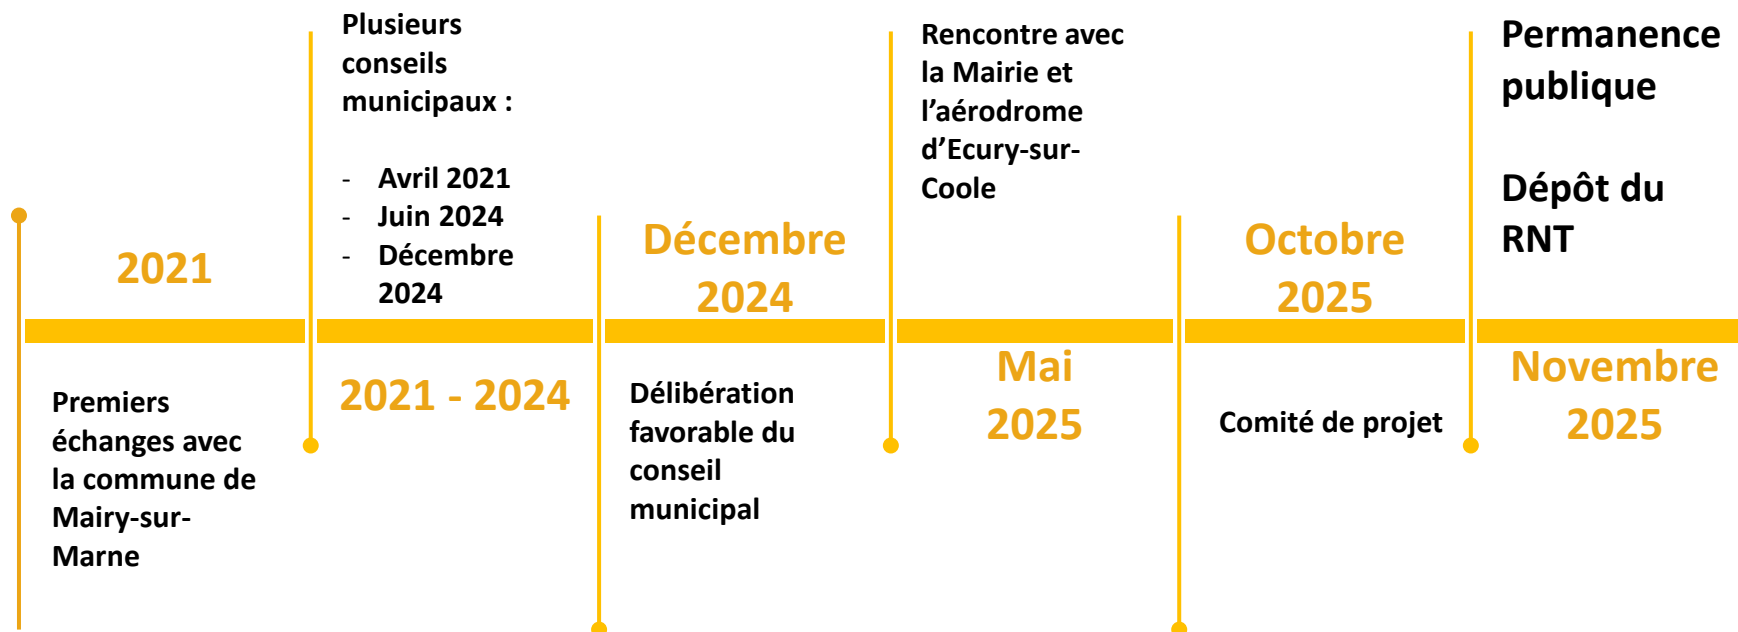 2021
Premiers
échanges avec
la commune de
Mairy-sur-
Marne
Plusieurs
conseils
municipaux :
- Avril 2021
- Juin 2024
- Décembre
2024
2021 - 2024
Décembre
2024
Délibération
favorable du
conseil
municipal
Rencontre avec
la Mairie et
l’aérodrome
d’Ecury-sur-
Coole
Mai
2025
Octobre
2025
Comité de projet
Permanence
publique
Dépôt du
RNT
Novembre
2025